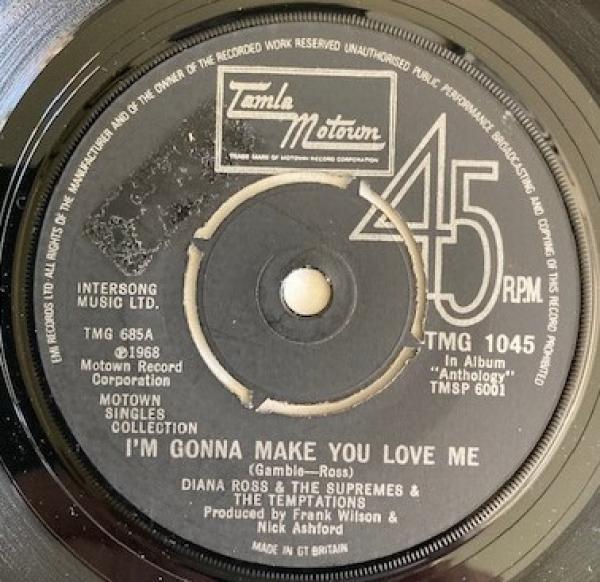 EMI RECORDS LTD·ALL RIGHTS OF THE MANUFACTURER AND OF THE OWNER OF THE RECORDED WORK RESERVED UNAUTHORISED PUBLIC PERFORMANCE BROADCASTING AND COPYING OF THIS RECORD PROHIBITED
Tamla
Motown
TRADE MARK OF MOTOWN RECORD CORPORATION
45
R.P.M.
INTERSONG
MUSIC LTD.
TMG 685A
℗1968
Motown Record
Corporation
MOTOWN
SINGLES
COLLECTION
TMG 1045
In Album
"Anthology"
TMSP 6001
I'M GONNA MAKE YOU LOVE ME
(Gamble—Ross)
DIANA ROSS & THE SUPREMES &
THE TEMPTATIONS
Produced by Frank Wilson &
Nick Ashford
MADE IN GT BRITAIN